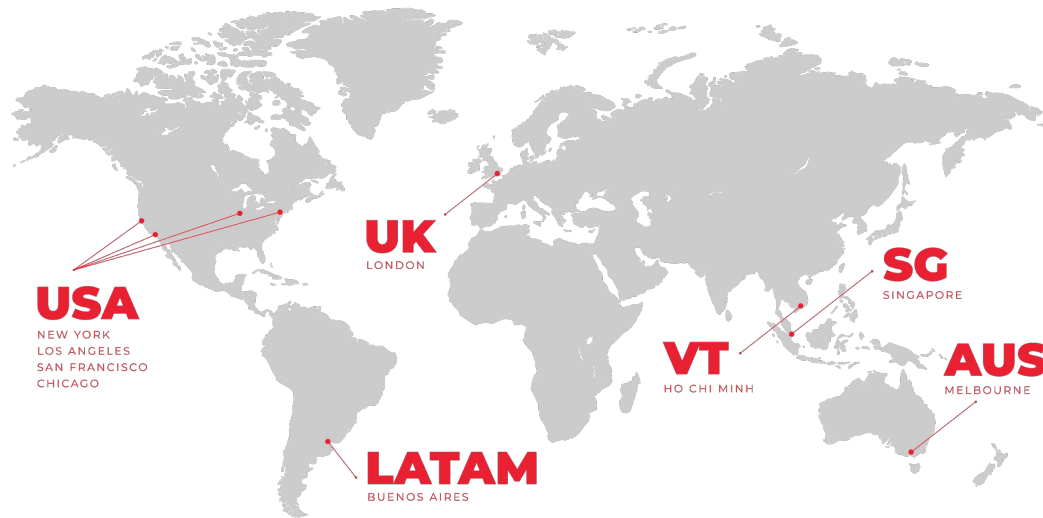 UK
LONDON
SG
SINGAPORE
USA
NEW YORK
LOS ANGELES
SAN FRANCISCO
CHICAGO
VT
HO CHI MINH
AUS
MELBOURNE
LATAM
BUENOS AIRES